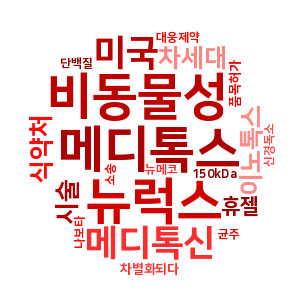 대웅제약
미국
차세대
단백질
품목허가
비동물성
식약처
메디톡스
이노톡스
신경독소
소송
뉴메코
150kDa
시술
뉴럭스
휴젤
나보타
메디톡신
균주
차별화되다